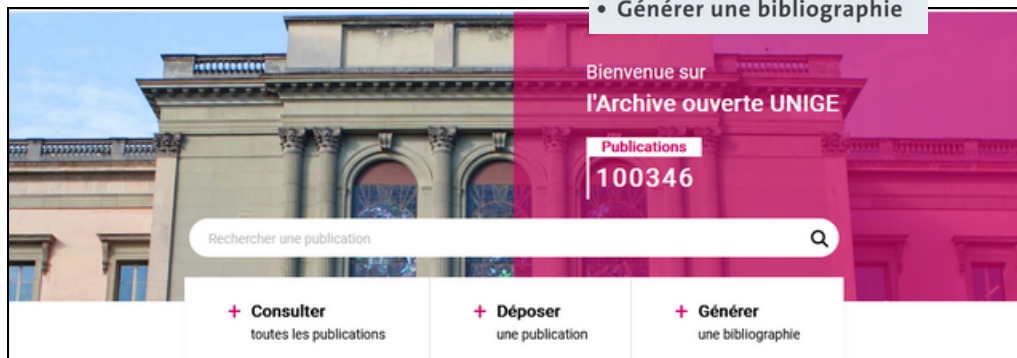 • Générer une bibliographie
Bienvenue sur
l'Archive ouverte UNIGE
Publications
100346
Rechercher une publication
+ Consulter
toutes les publications
+ Déposer
une publication
+ Générer
une bibliographie